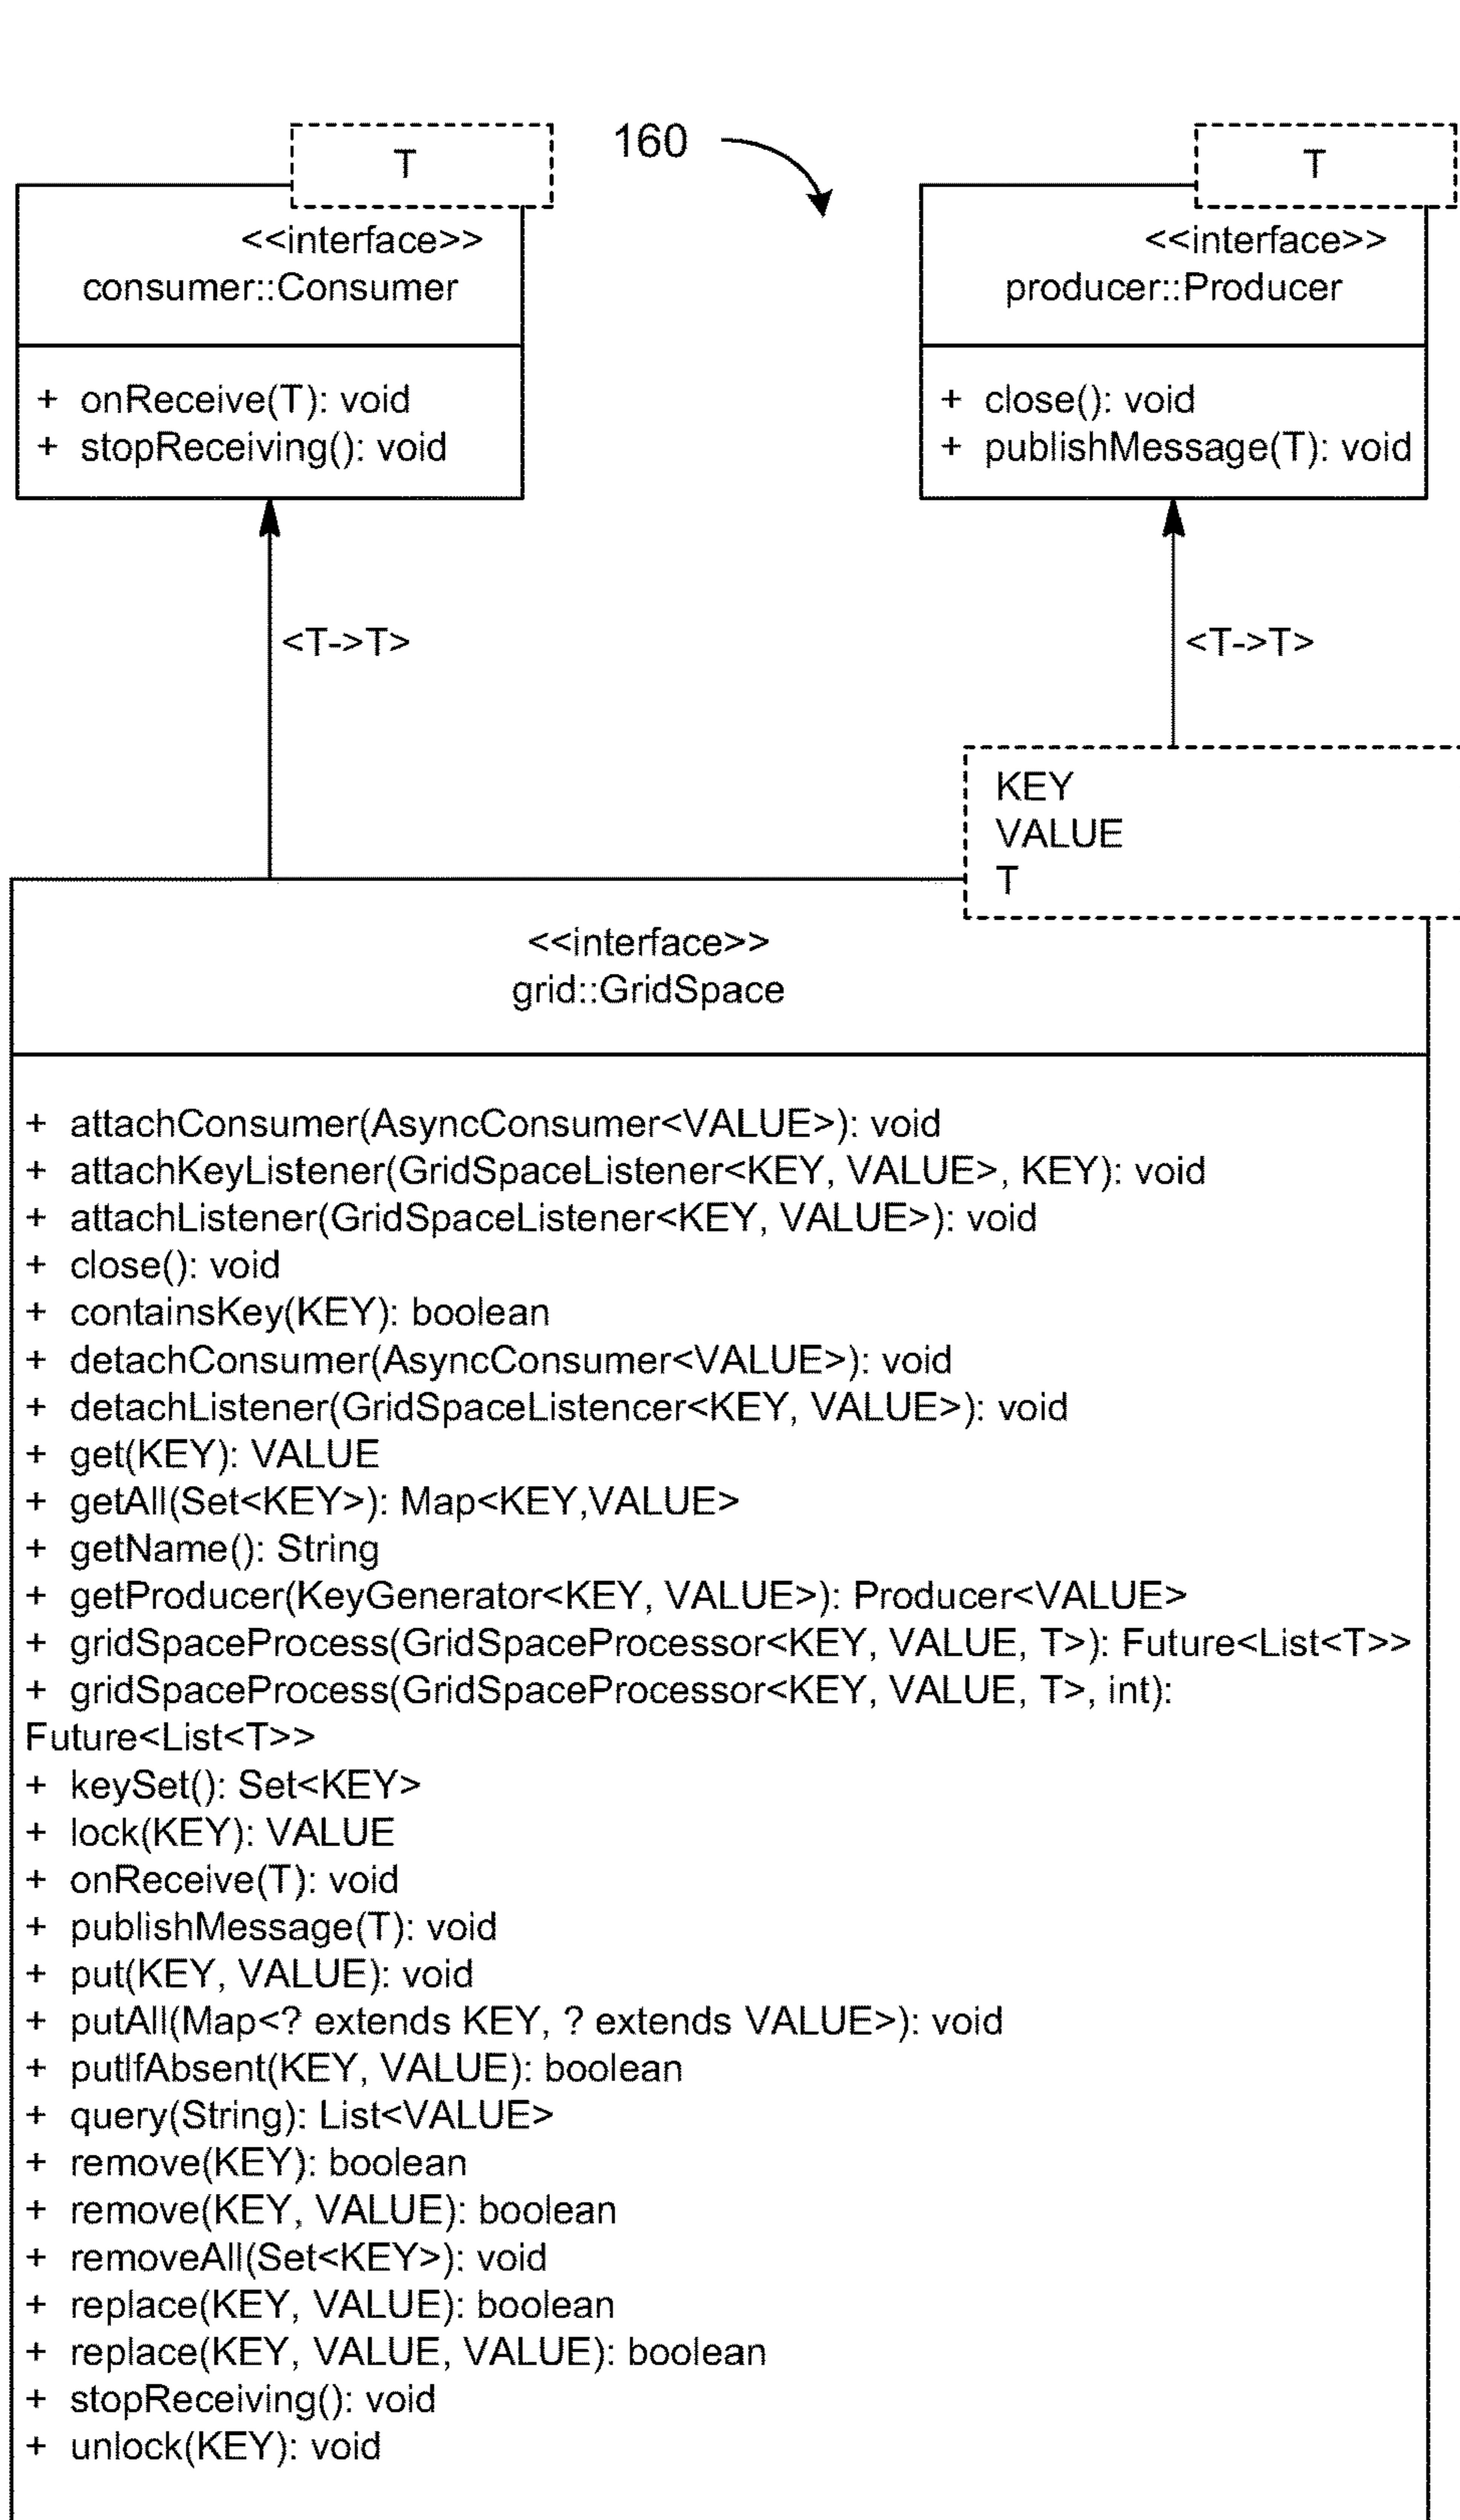 160
T
<<interface>>
consumer::Consumer
+ onReceive(T): void
+ stopReceiving(): void
T
<<interface>>
producer::Producer
+ close(): void
+ publishMessage(T): void
<T->T>
<T->T>
KEY
VALUE
T
<<interface>>
grid::GridSpace
+ attachConsumer(AsyncConsumer<VALUE>): void
+ attachKeyListener(GridSpaceListener<KEY, VALUE>, KEY): void
+ attachListener(GridSpaceListener<KEY, VALUE>): void
+ close(): void
+ containsKey(KEY): boolean
+ detachConsumer(AsyncConsumer<VALUE>): void
+ detachListener(GridSpaceListencer<KEY, VALUE>): void
+ get(KEY): VALUE
+ getAll(Set<KEY>): Map<KEY,VALUE>
+ getName(): String
+ getProducer(KeyGenerator<KEY, VALUE>): Producer<VALUE>
+ gridSpaceProcess(GridSpaceProcessor<KEY, VALUE, T>): Future<List<T>>
+ gridSpaceProcess(GridSpaceProcessor<KEY, VALUE, T>, int):
Future<List<T>>
+ keySet(): Set<KEY>
+ lock(KEY): VALUE
+ onReceive(T): void
+ publishMessage(T): void
+ put(KEY, VALUE): void
+ putAll(Map<? extends KEY, ? extends VALUE>): void
+ putIfAbsent(KEY, VALUE): boolean
+ query(String): List<VALUE>
+ remove(KEY): boolean
+ remove(KEY, VALUE): boolean
+ removeAll(Set<KEY>): void
+ replace(KEY, VALUE): boolean
+ replace(KEY, VALUE, VALUE): boolean
+ stopReceiving(): void
+ unlock(KEY): void